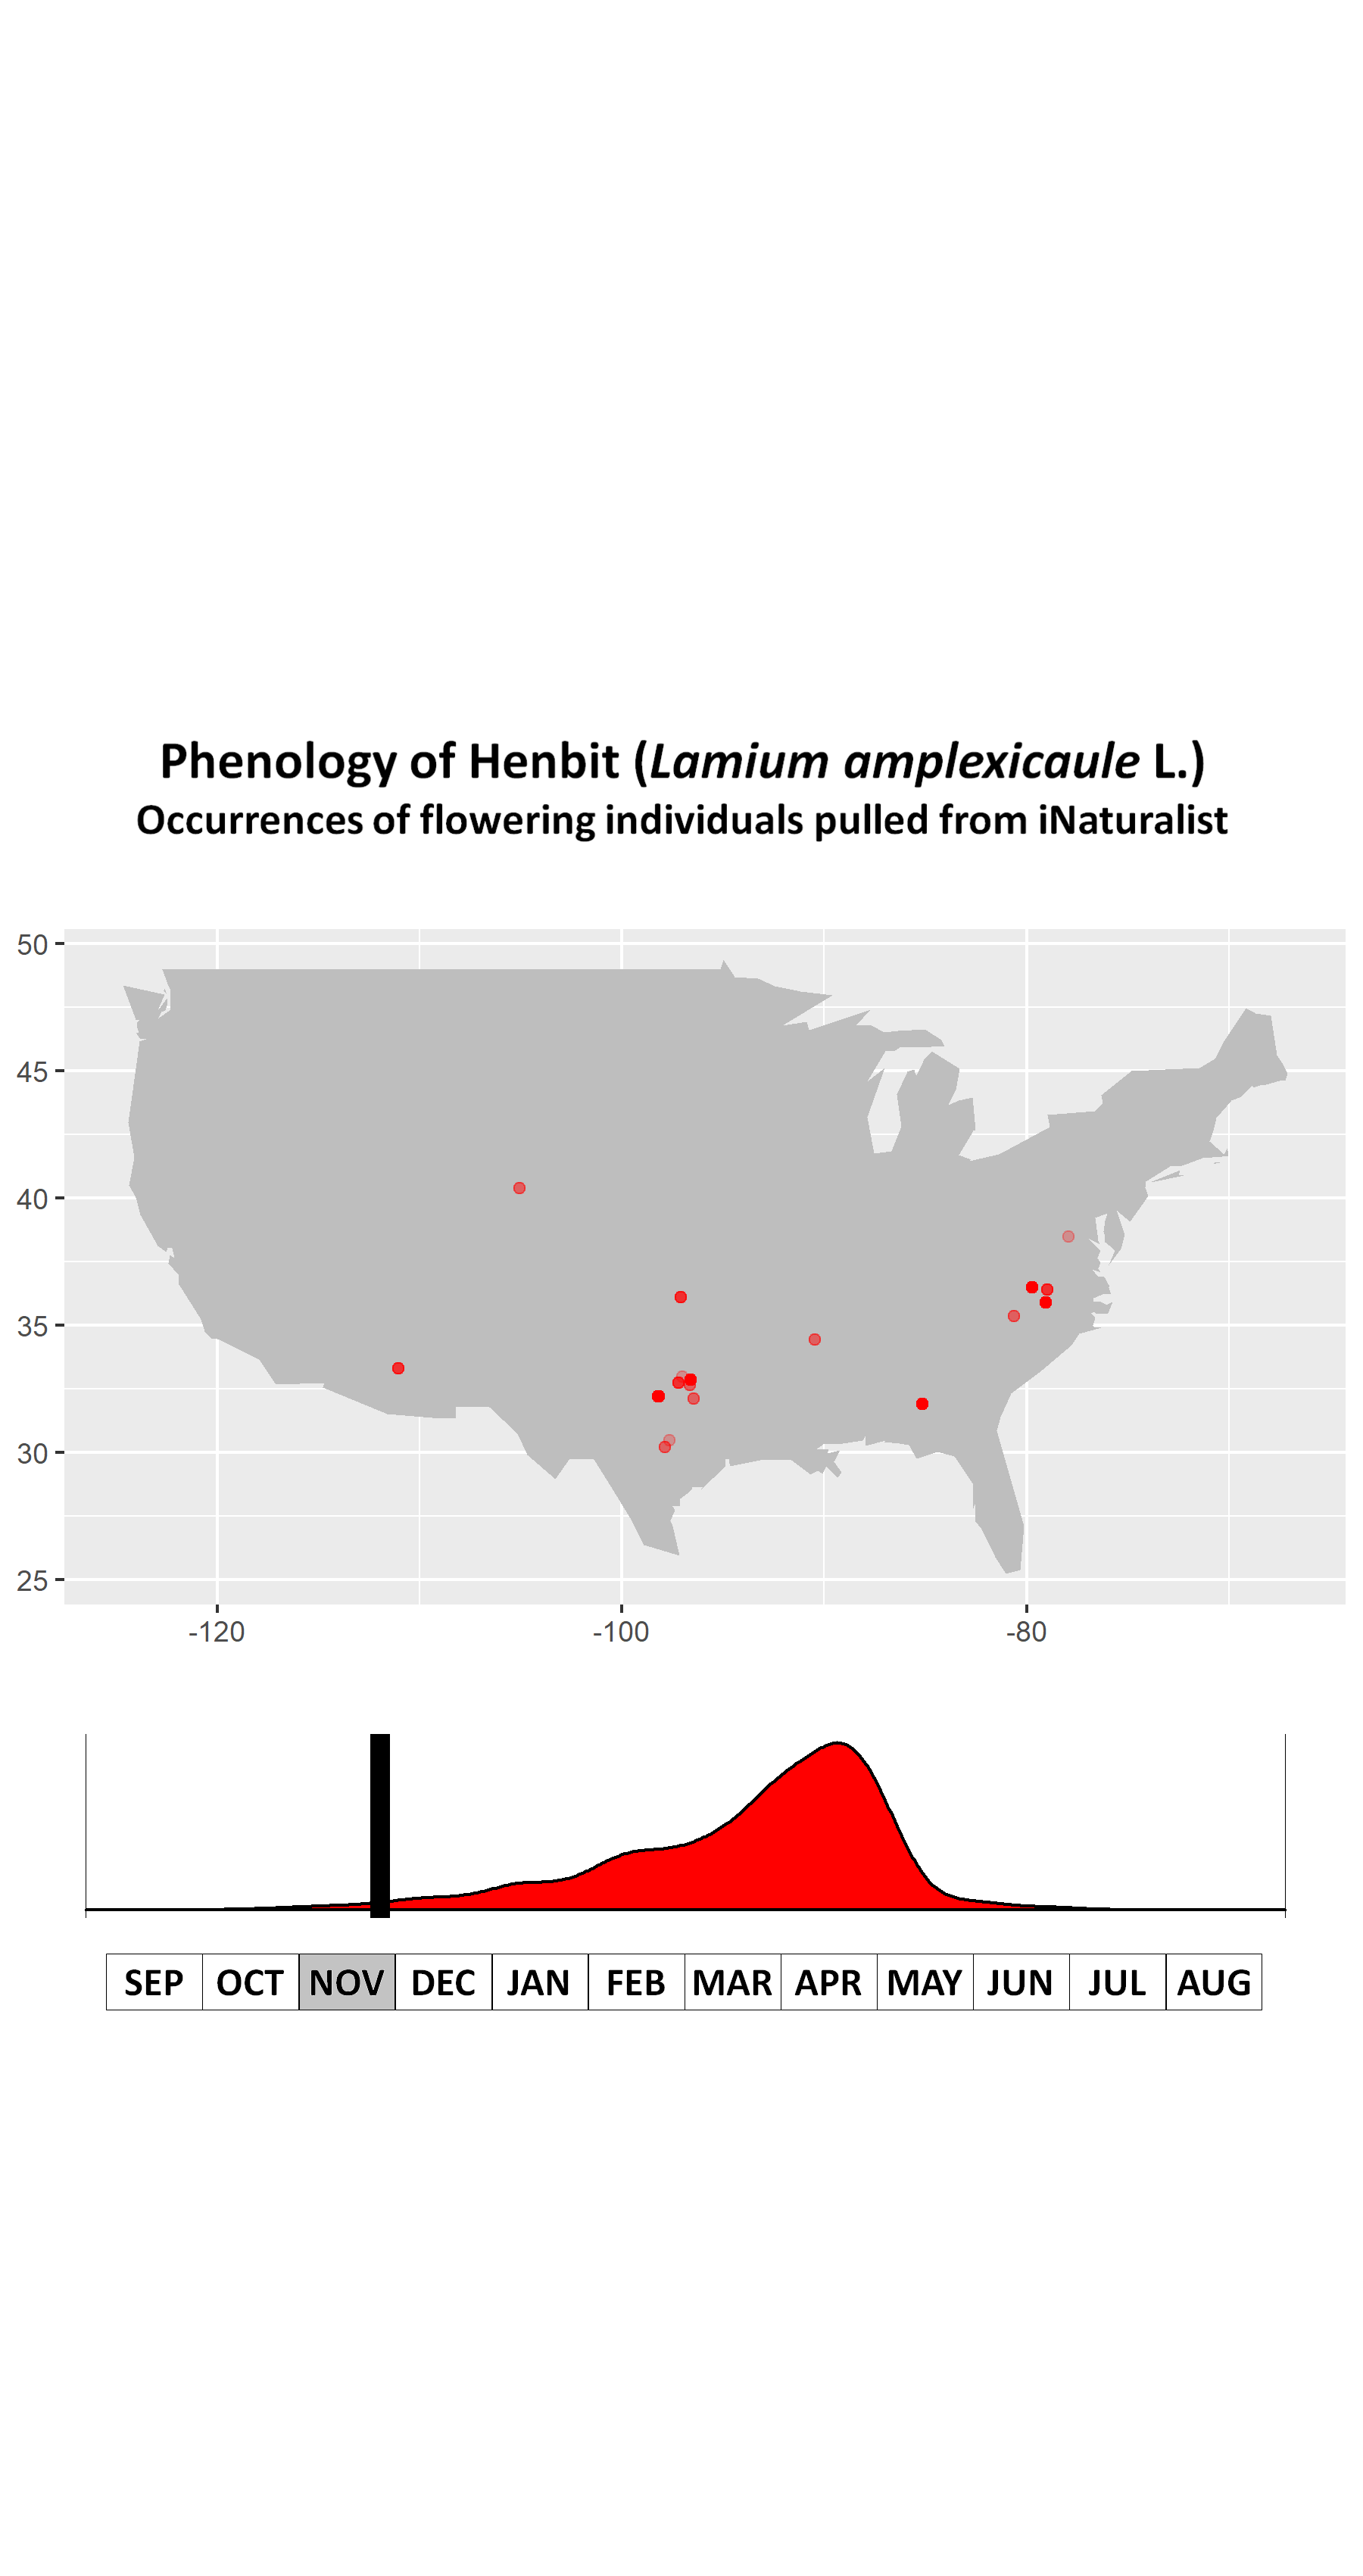 Phenology of Henbit (Lamium amplexicaule L.)
Occurrences of flowering individuals pulled from iNaturalist
50
45
40
35
30
25
-120 -100 -80
SEP OCT NOV DEC JAN FEB MAR APR MAY JUN JUL AUG